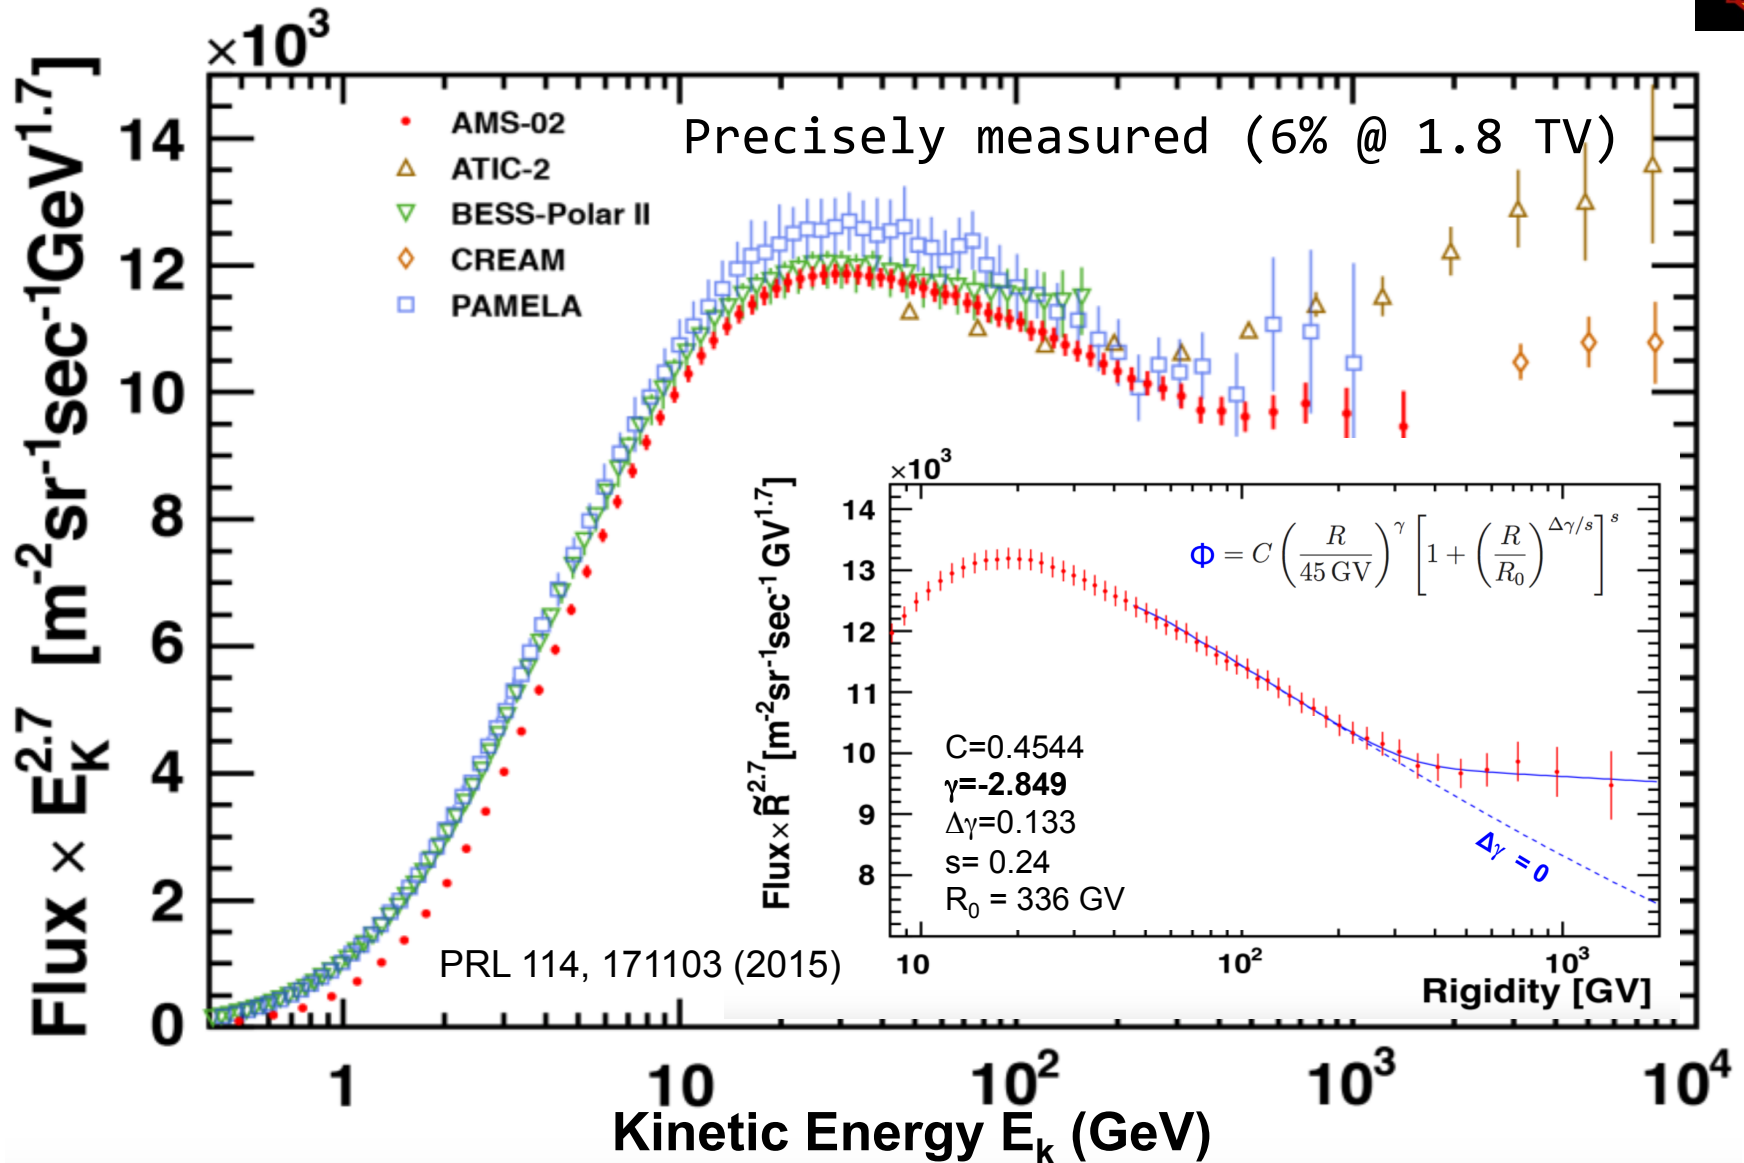 ×10³
Flux × E_K^2.7 [m⁻²sr⁻¹sec⁻¹GeV^1.7]
14
12
10
8
6
4
2
0
AMS-02
ATIC-2
BESS-Polar II
CREAM
PAMELA
Precisely measured (6% @ 1.8 TV)
×10³
Flux × R̃^2.7 [m⁻²sr⁻¹sec⁻¹GV^1.7]
14
13
12
11
10
9
8
Φ = C (R / 45 GV)^γ [1 + (R / R₀)^Δγ/s]^s
C=0.4544
γ=-2.849
Δγ=0.133
s= 0.24
R₀ = 336 GV
Δγ = 0
10 10² 10³
Rigidity [GV]
PRL 114, 171103 (2015)
1 10 10² 10³ 10⁴
Kinetic Energy E_k (GeV)